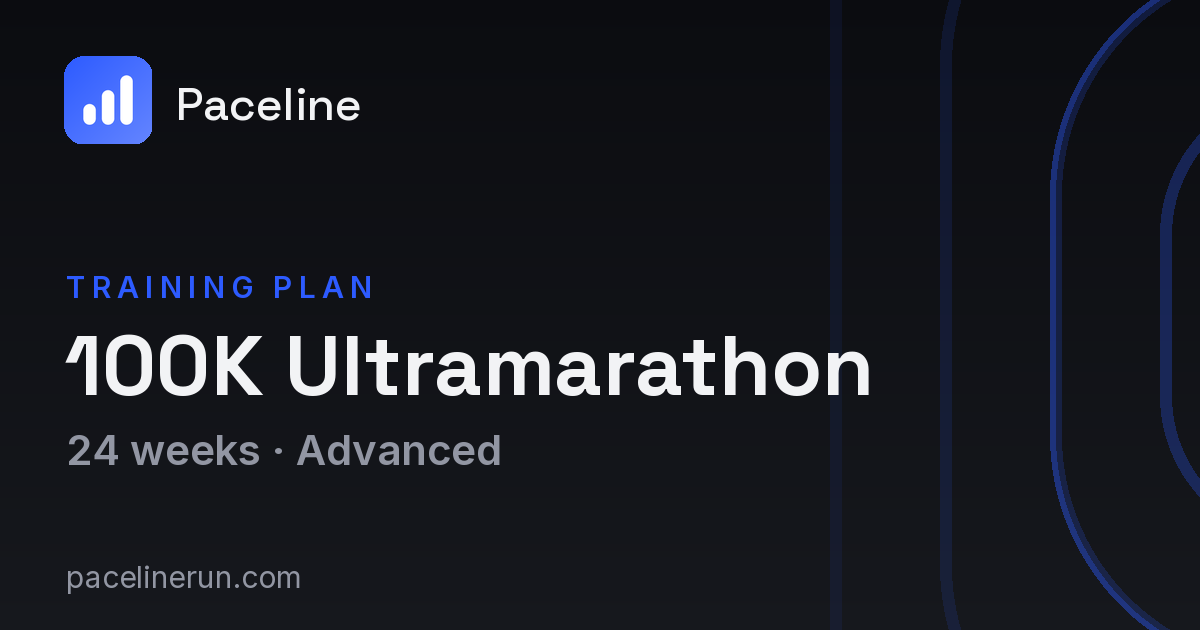 Paceline
TRAINING PLAN
100K Ultramarathon
24 weeks · Advanced
pacelinerun.com